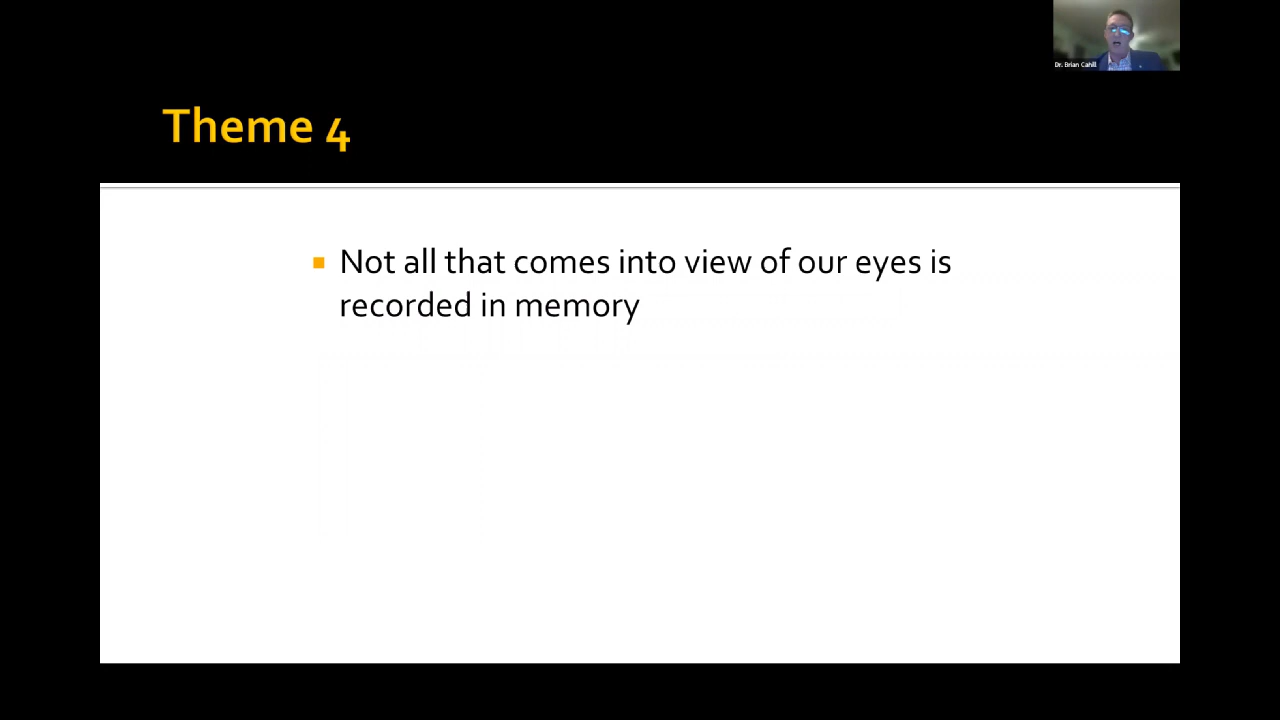 Dr. Brian Cahill
Theme 4
Not all that comes into view of our eyes is
recorded in memory